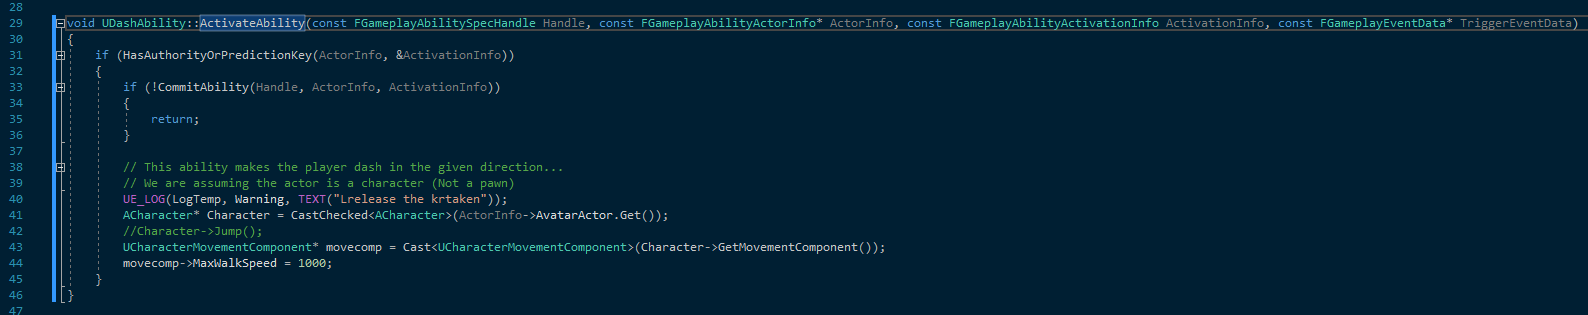 28
29 void UDashAbility::ActivateAbility(const FGameplayAbilitySpecHandle Handle, const FGameplayAbilityActorInfo* ActorInfo, const FGameplayAbilityActivationInfo ActivationInfo, const FGameplayEventData* TriggerEventData)
30 {
31 if (HasAuthorityOrPredictionKey(ActorInfo, &ActivationInfo))
32 {
33 if (!CommitAbility(Handle, ActorInfo, ActivationInfo))
34 {
35 return;
36 }
37
38 // This ability makes the player dash in the given direction...
39 // We are assuming the actor is a character (Not a pawn)
40 UE_LOG(LogTemp, Warning, TEXT("Lrelease the krtaken"));
41 ACharacter* Character = CastChecked<ACharacter>(ActorInfo->AvatarActor.Get());
42 //Character->Jump();
43 UCharacterMovementComponent* movecomp = Cast<UCharacterMovementComponent>(Character->GetMovementComponent());
44 movecomp->MaxWalkSpeed = 1000;
45 }
46 }
47